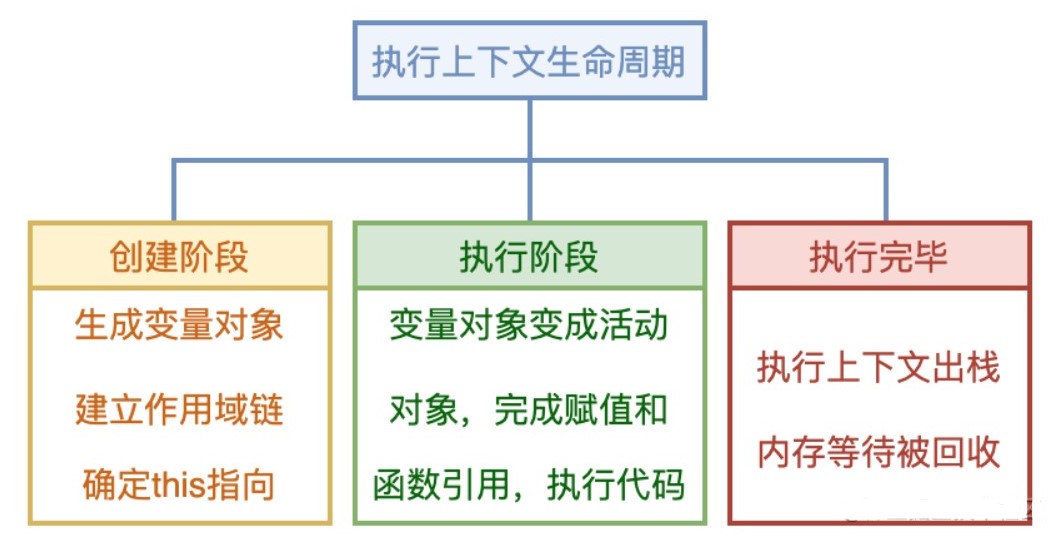 执行上下文生命周期
创建阶段
生成变量对象
建立作用域链
确定this指向
执行阶段
变量对象变成活动
对象，完成赋值和
函数引用，执行代码
执行完毕
执行上下文出栈
内存等待被回收